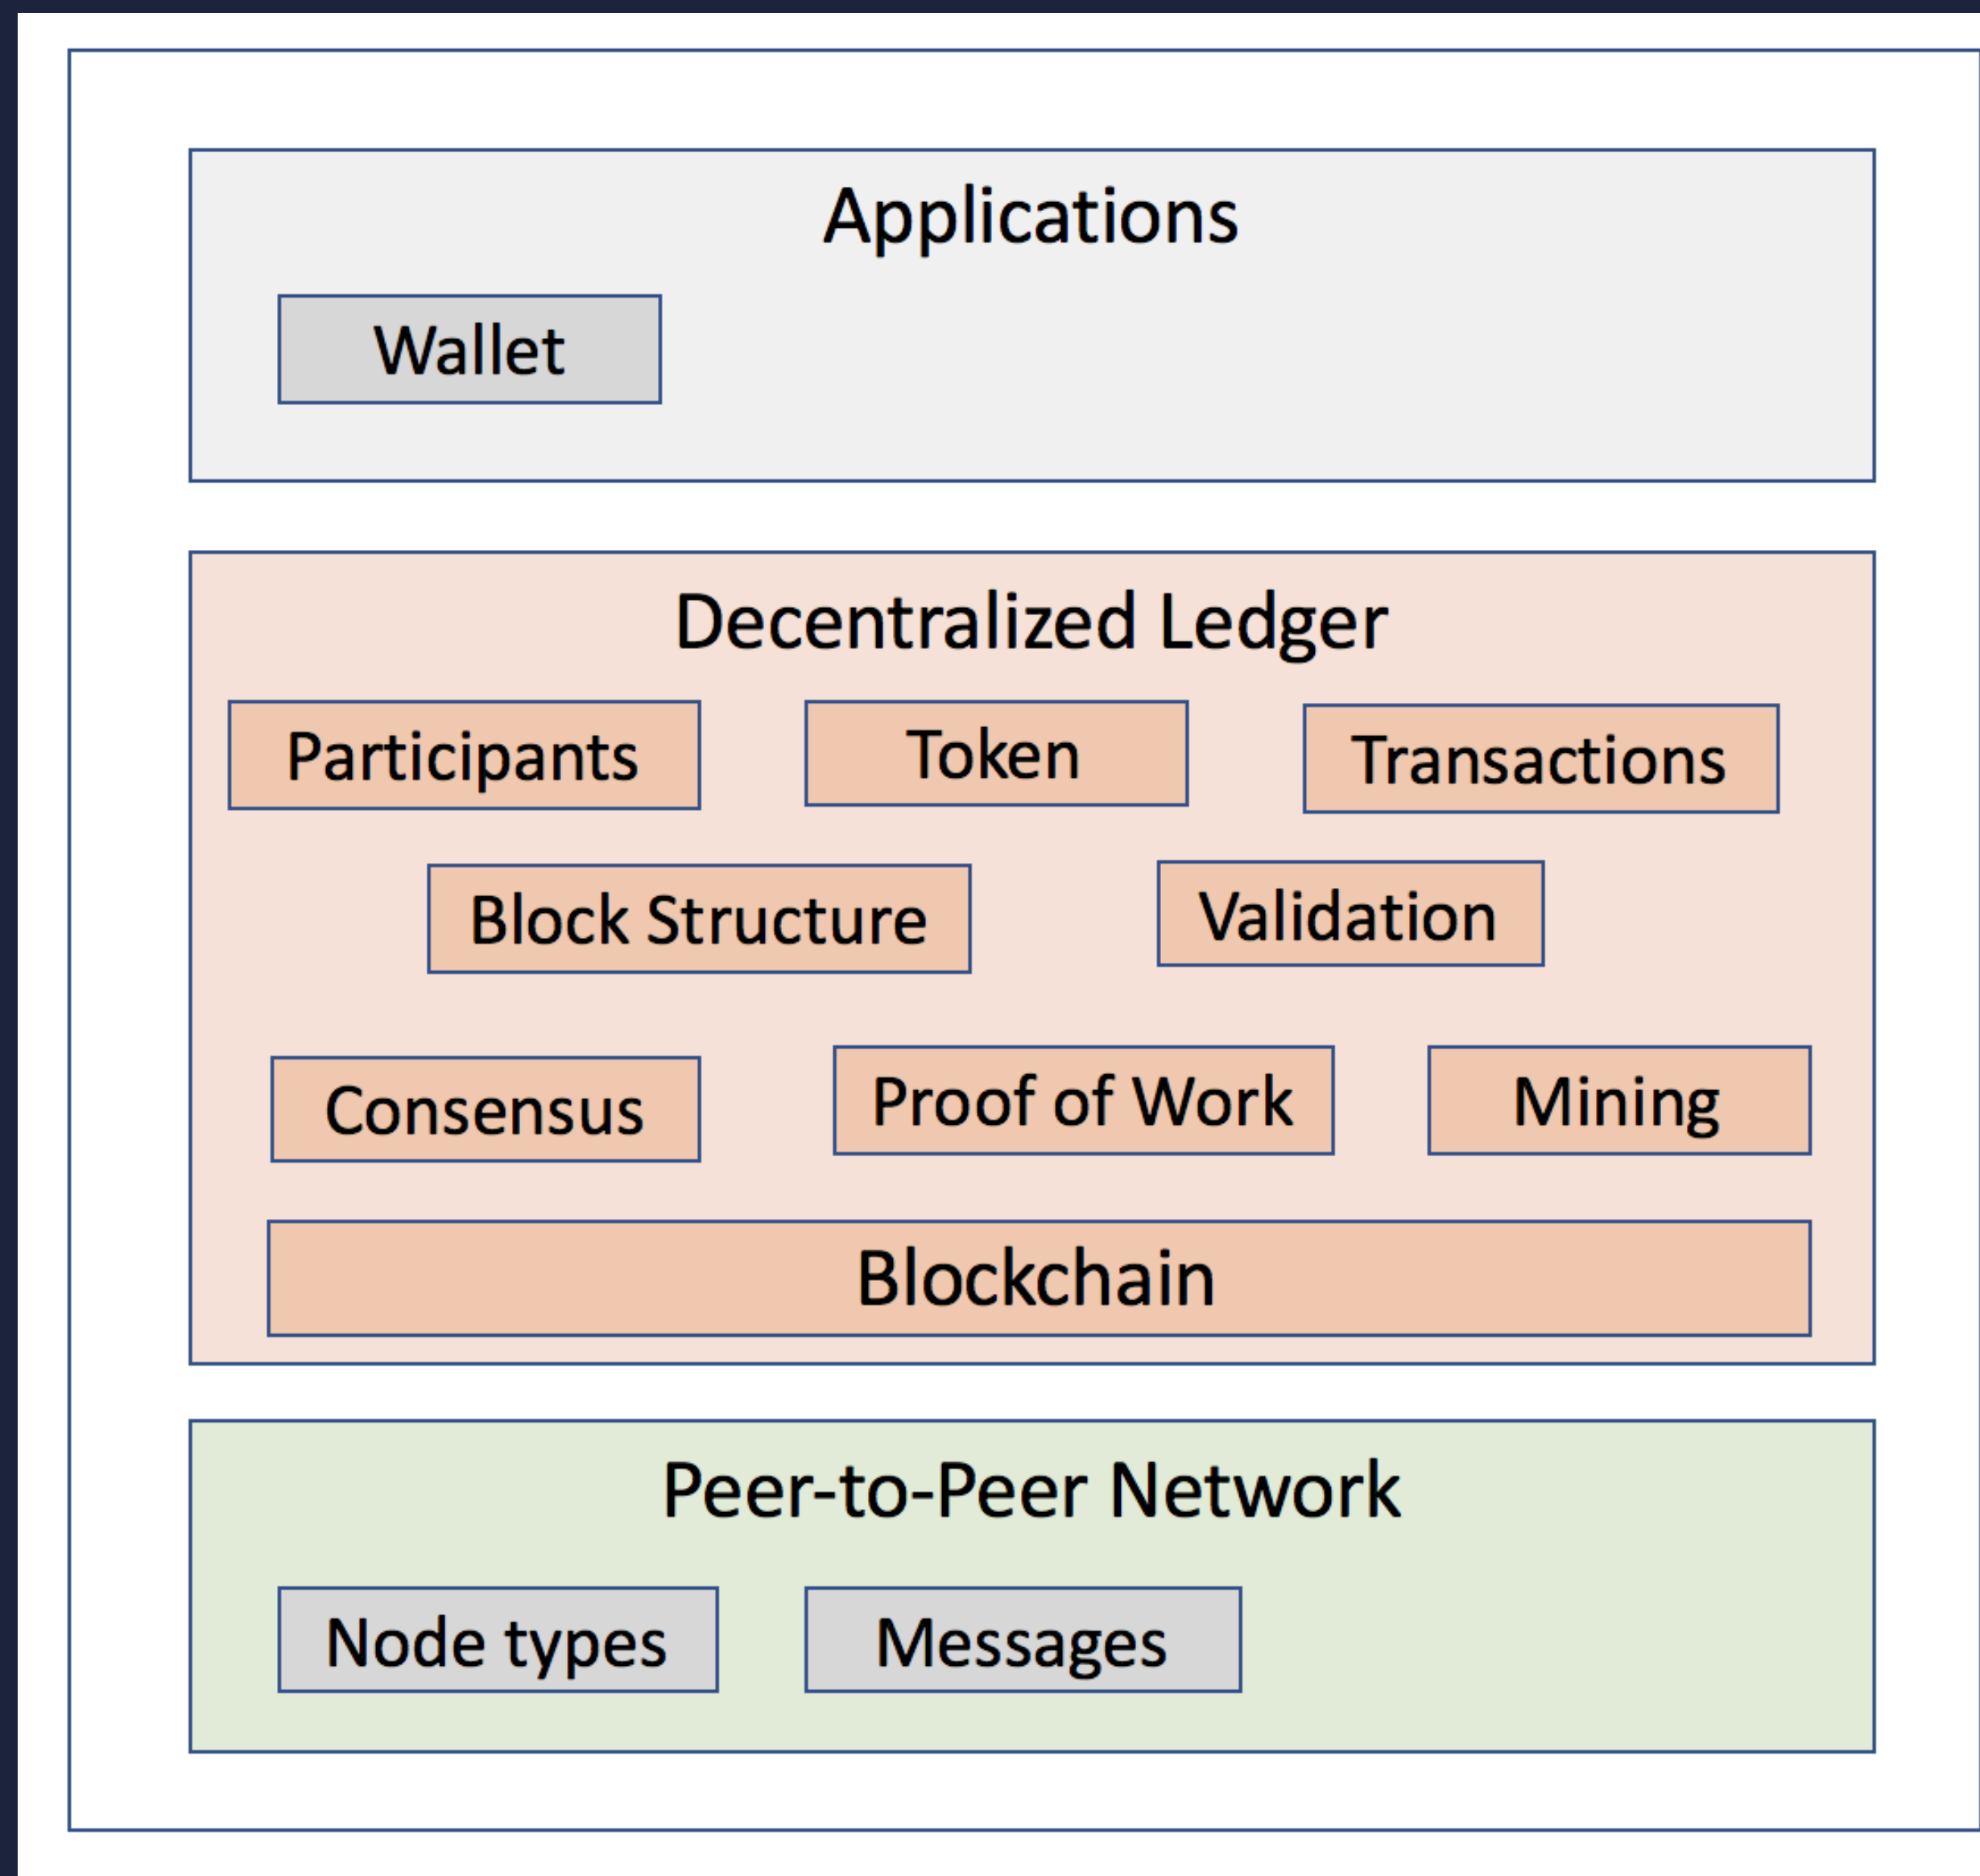 Applications
Wallet
Decentralized Ledger
Participants
Token
Transactions
Block Structure
Validation
Consensus
Proof of Work
Mining
Blockchain
Peer-to-Peer Network
Node types
Messages